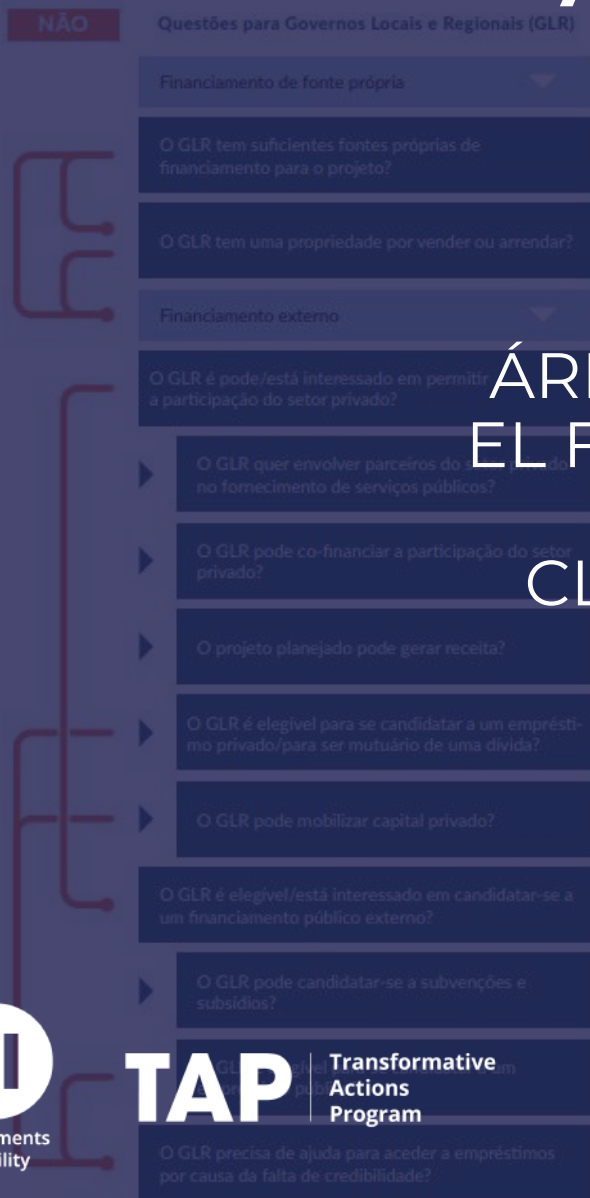 NÃO
Questões para Governos Locais e Regionais (GLR)
Financiamento de fonte própria
O GLR tem suficientes fontes próprias de
financiamento para o projeto?
O GLR tem uma propriedade por vender ou arrendar?
Financiamento externo
O GLR é pode/está interessado em permitir
a participação do setor privado?
ÁR
EL
O GLR quer envolver parceiros do setor privado
no fornecimento de serviços públicos?
O GLR pode co-financiar a participação do setor
privado?
CL
O projeto planejado pode gerar receita?
O GLR é elegível para se candidatar a um emprésti-
mo privado/para ser mutuário de uma dívida?
O GLR pode mobilizar capital privado?
O GLR é elegível/está interessado em candidatar-se a
um financiamento público externo?
O GLR pode candidatar-se a subvenções e
subsídios?
TAP
Transformative
Actions
Program
ments
ility
O GLR precisa de ajuda para aceder a empréstimos
por causa da falta de credibilidade?